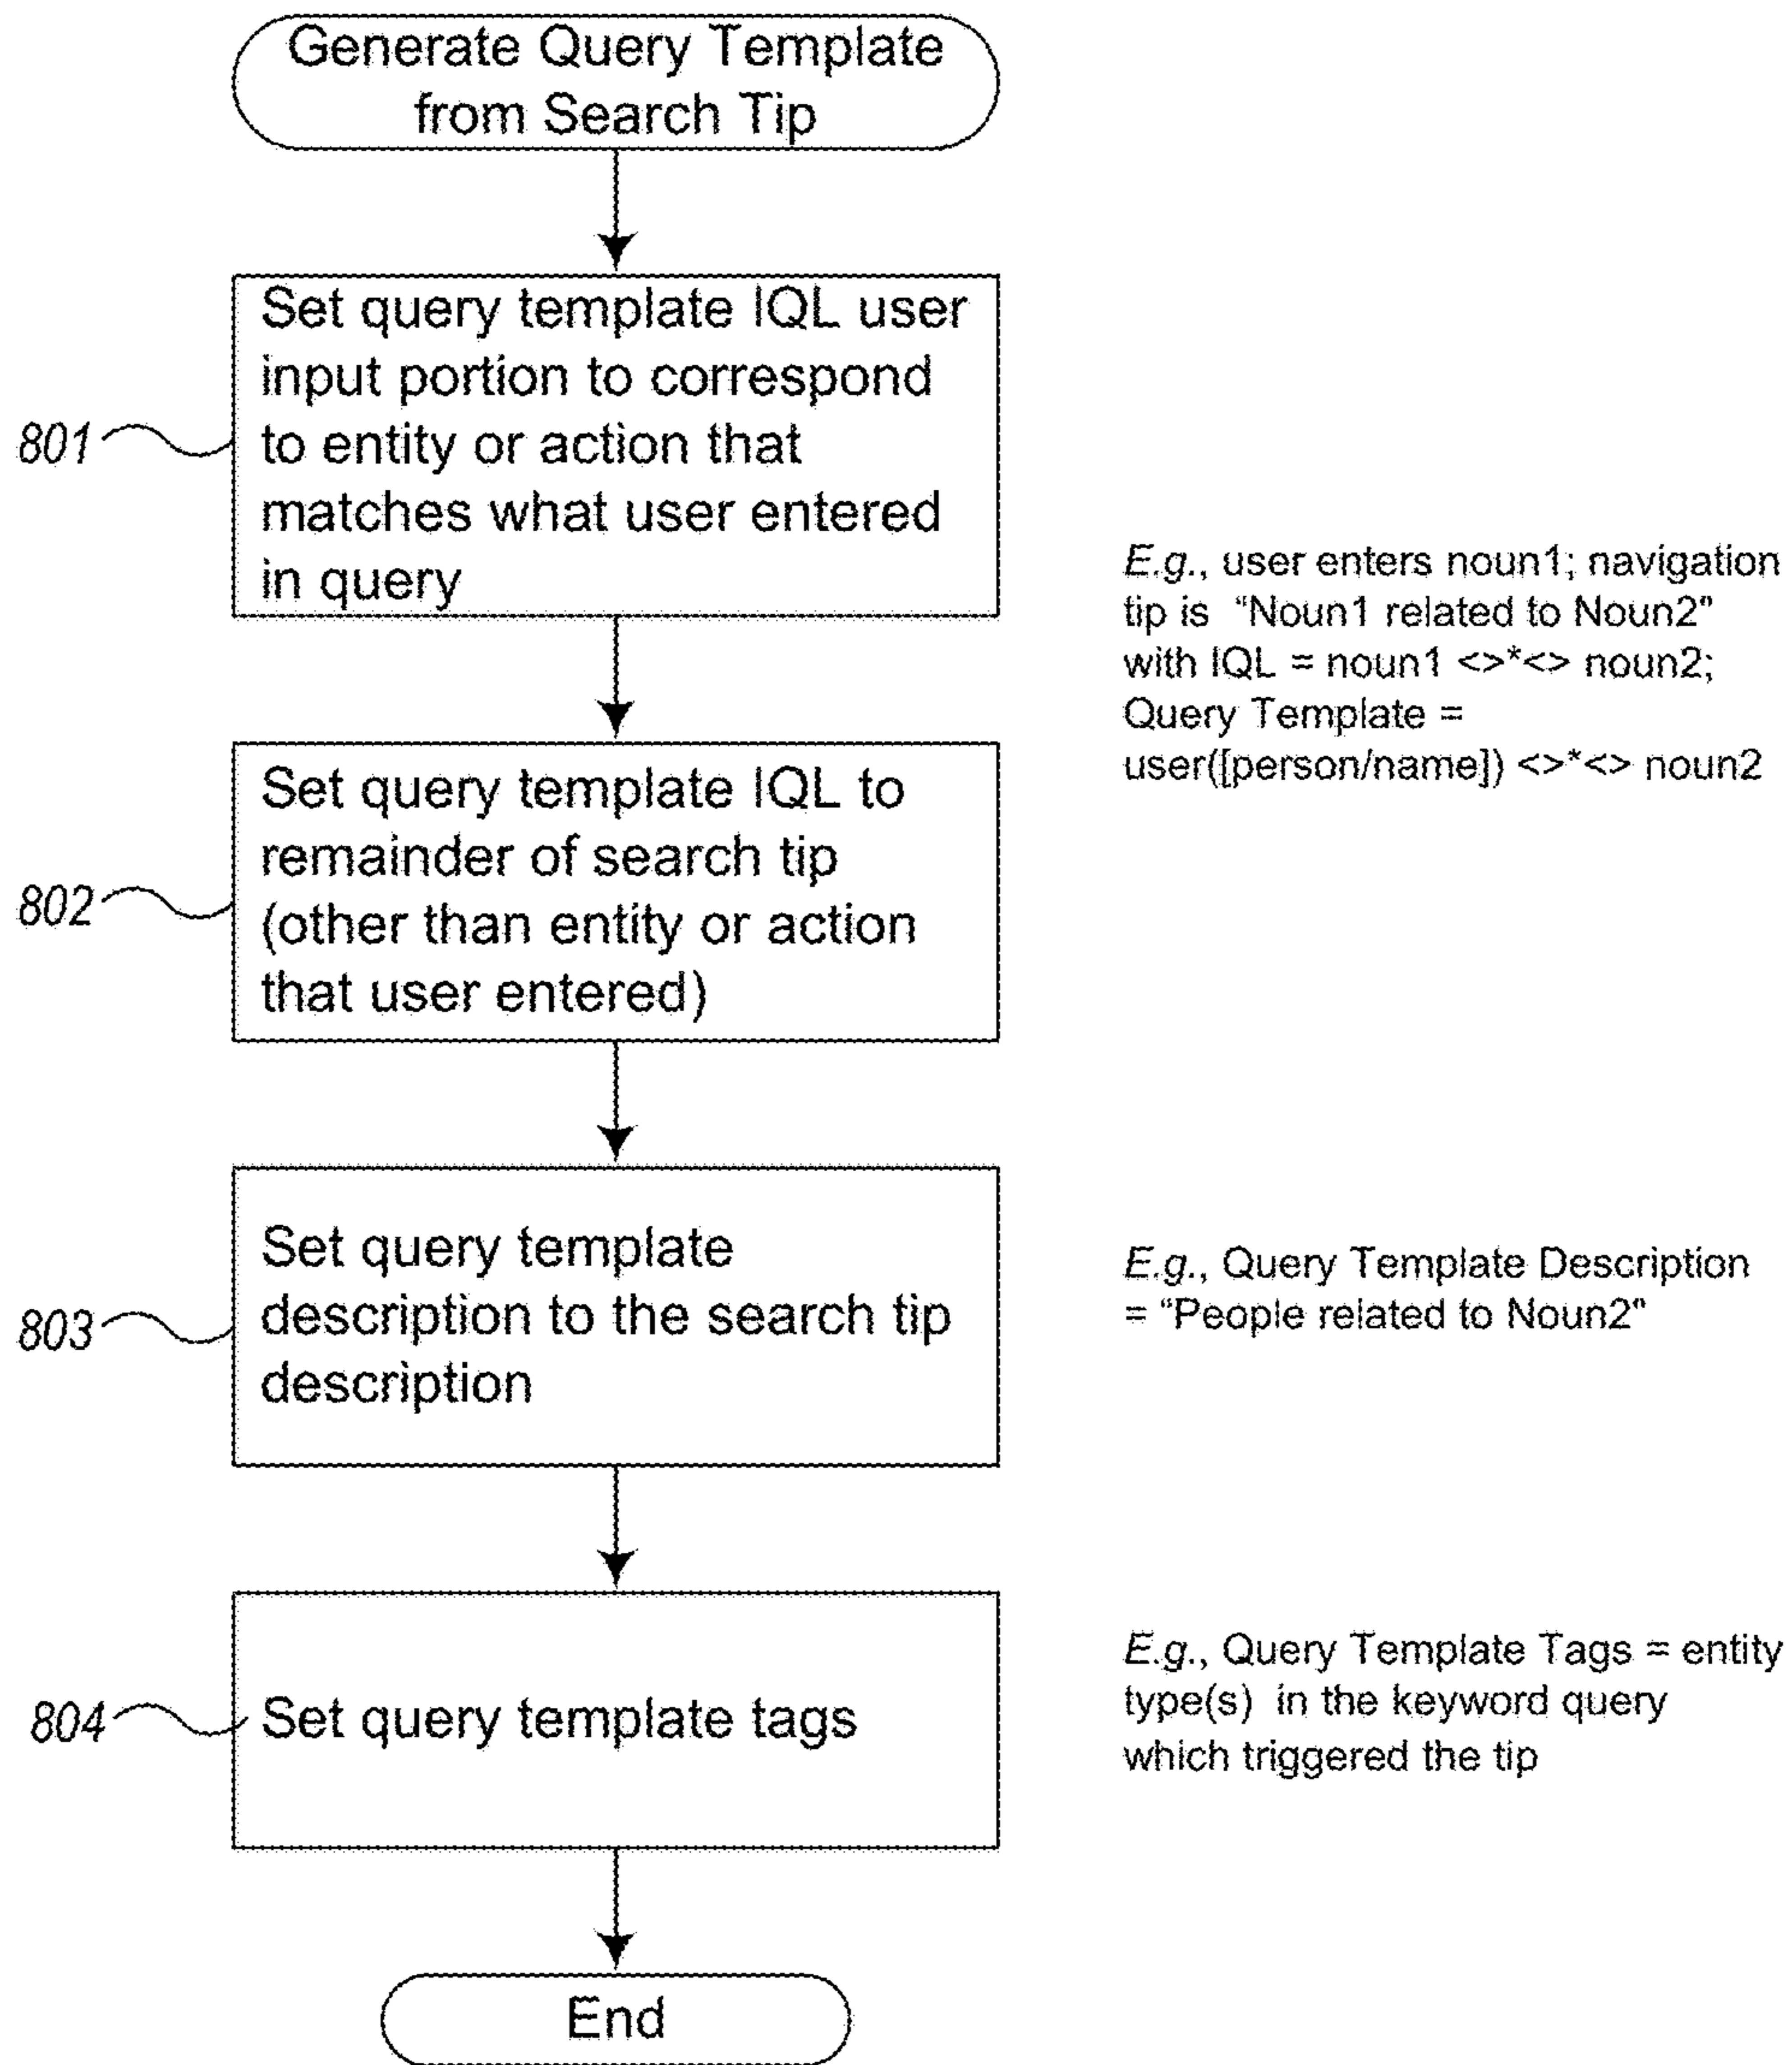 Generate Query Template
from Search Tip
801
Set query template IQL user
input portion to correspond
to entity or action that
matches what user entered
in query
E.g., user enters noun1; navigation
tip is "Noun1 related to Noun2"
with IQL = noun1 <>*<> noun2;
Query Template =
user([person/name]) <>*<> noun2
802
Set query template IQL to
remainder of search tip
(other than entity or action
that user entered)
803
Set query template
description to the search tip
description
E.g., Query Template Description
= "People related to Noun2"
804
Set query template tags
E.g., Query Template Tags = entity
type(s) in the keyword query
which triggered the tip
End